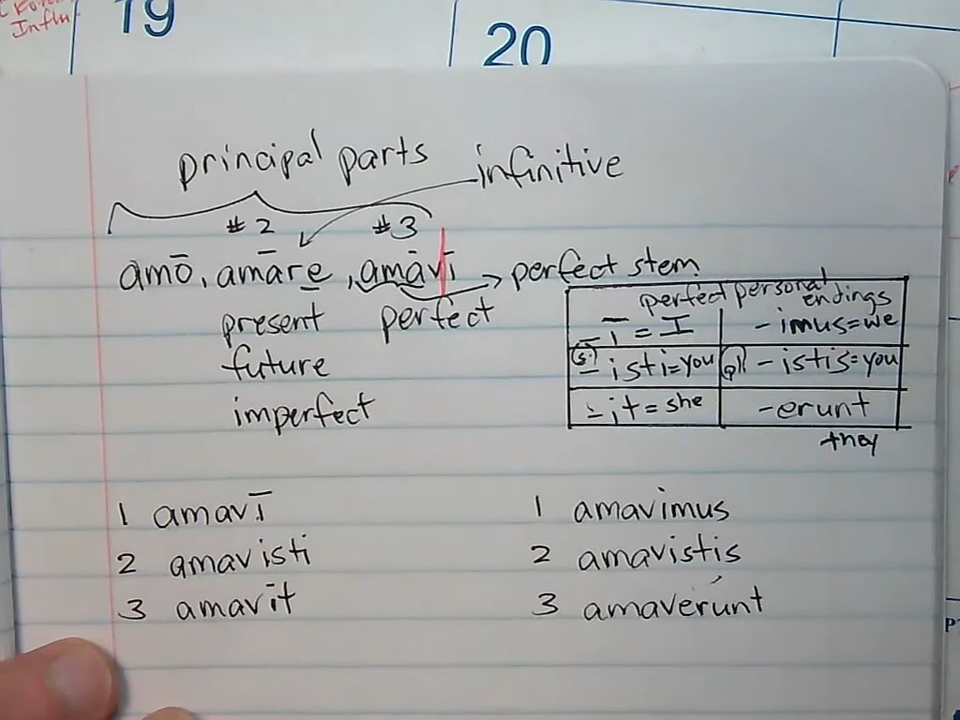 Influ
19
20
principal parts
infinitive
#2 #3
amō, amāre, amāvī
perfect stem
present
perfect
future
imperfect
perfect personal endings
-ī = I
-imus=we
(s.) -isti=you
(pl) -istis=you
-it = she
-erunt
they
1 amavī
1 amavimus
2 amavisti
2 amavistis
3 amavit
3 amaverunt